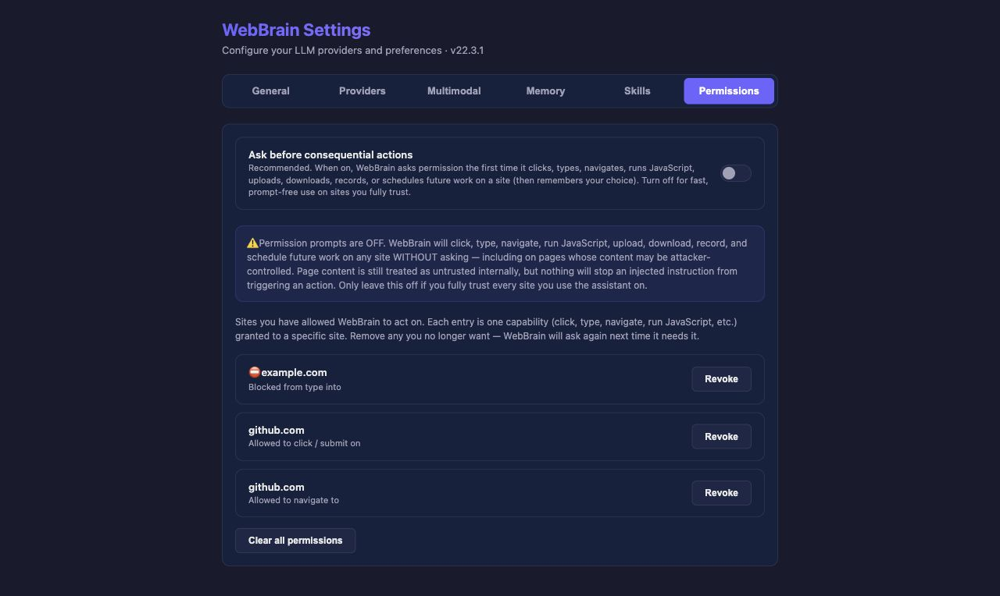 WebBrain Settings
Configure your LLM providers and preferences · v22.3.1
General Providers Multimodal Memory Skills Permissions
Ask before consequential actions
Recommended. When on, WebBrain asks permission the first time it clicks, types, navigates, runs JavaScript,
uploads, downloads, records, or schedules future work on a site (then remembers your choice). Turn off for fast,
prompt-free use on sites you fully trust.
⚠️Permission prompts are OFF. WebBrain will click, type, navigate, run JavaScript, upload, download, record, and
schedule future work on any site WITHOUT asking — including on pages whose content may be attacker-
controlled. Page content is still treated as untrusted internally, but nothing will stop an injected instruction from
triggering an action. Only leave this off if you fully trust every site you use the assistant on.
Sites you have allowed WebBrain to act on. Each entry is one capability (click, type, navigate, run JavaScript, etc.)
granted to a specific site. Remove any you no longer want — WebBrain will ask again next time it needs it.
⛔example.com
Blocked from type into
Revoke
github.com
Allowed to click / submit on
Revoke
github.com
Allowed to navigate to
Revoke
Clear all permissions